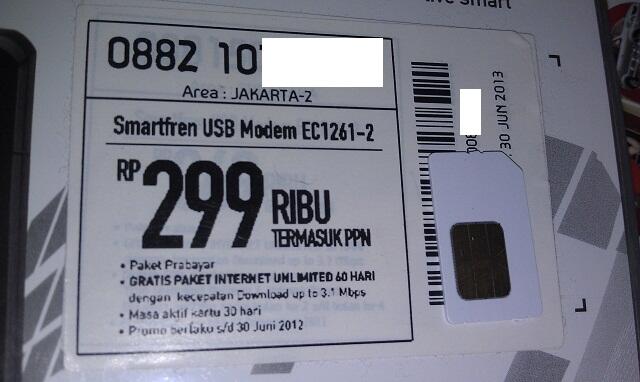 smart
0882 10
Area : JAKARTA-2
Smartfren USB Modem EC1261-2
RP 299 RIBU
TERMASUK PPN
• Paket Prabayar
• GRATIS PAKET INTERNET UNLIMITED 60 HARI
dengan kecepatan Download up to 3.1 Mbps
• Masa aktif kartu 30 hari
• Promo berlaku s/d 30 Juni 2012
30 JUN 2013